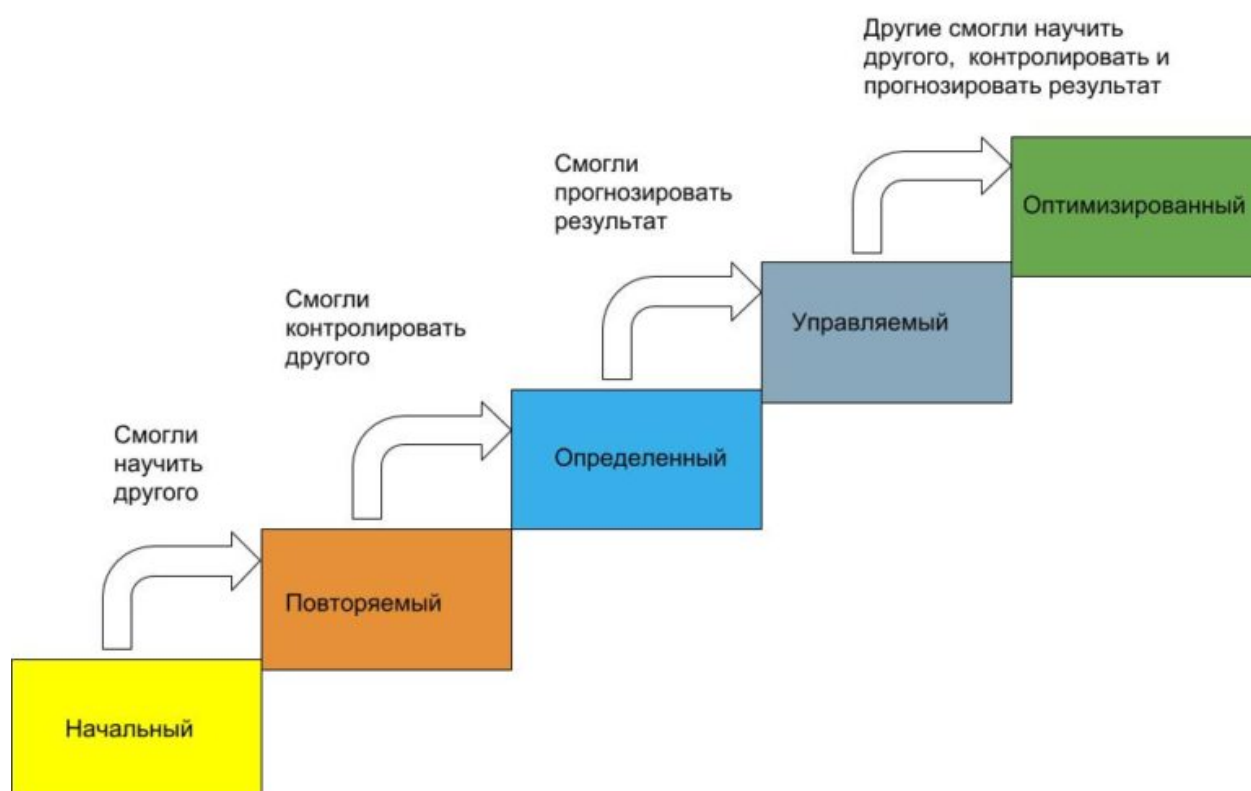 Другие смогли научить
другого, контролировать и
прогнозировать результат
Оптимизированный
Смогли
прогнозировать
результат
Управляемый
Смогли
контролировать
другого
Определенный
Смогли
научить
другого
Повторяемый
Начальный